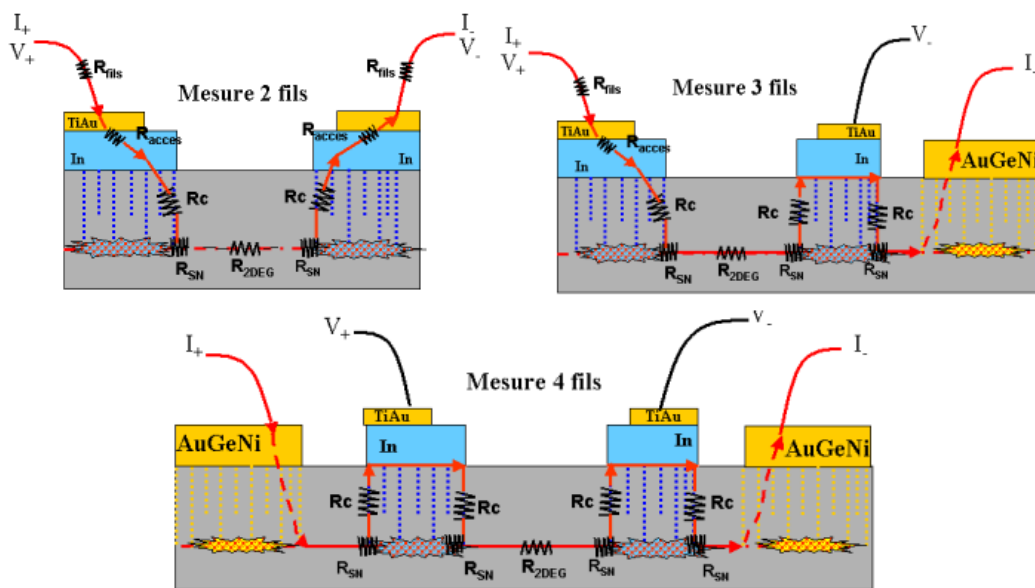 I+
V+
Rfils
Mesure 2 fils
I-
V-
Rfils
TiAu
Racces
In
Racces
In
Rc
Rc
RSN
R2DEG
RSN
I+
V+
Rfils
Mesure 3 fils
V-
I-
TiAu
Racces
In
TiAu
In
AuGeNi
Rc
Rc
Rc
RSN
R2DEG
RSN
RSN
I+
V+
Mesure 4 fils
V-
I-
AuGeNi
TiAu
In
TiAu
In
AuGeNi
Rc
Rc
Rc
Rc
RSN
RSN
R2DEG
RSN
RSN